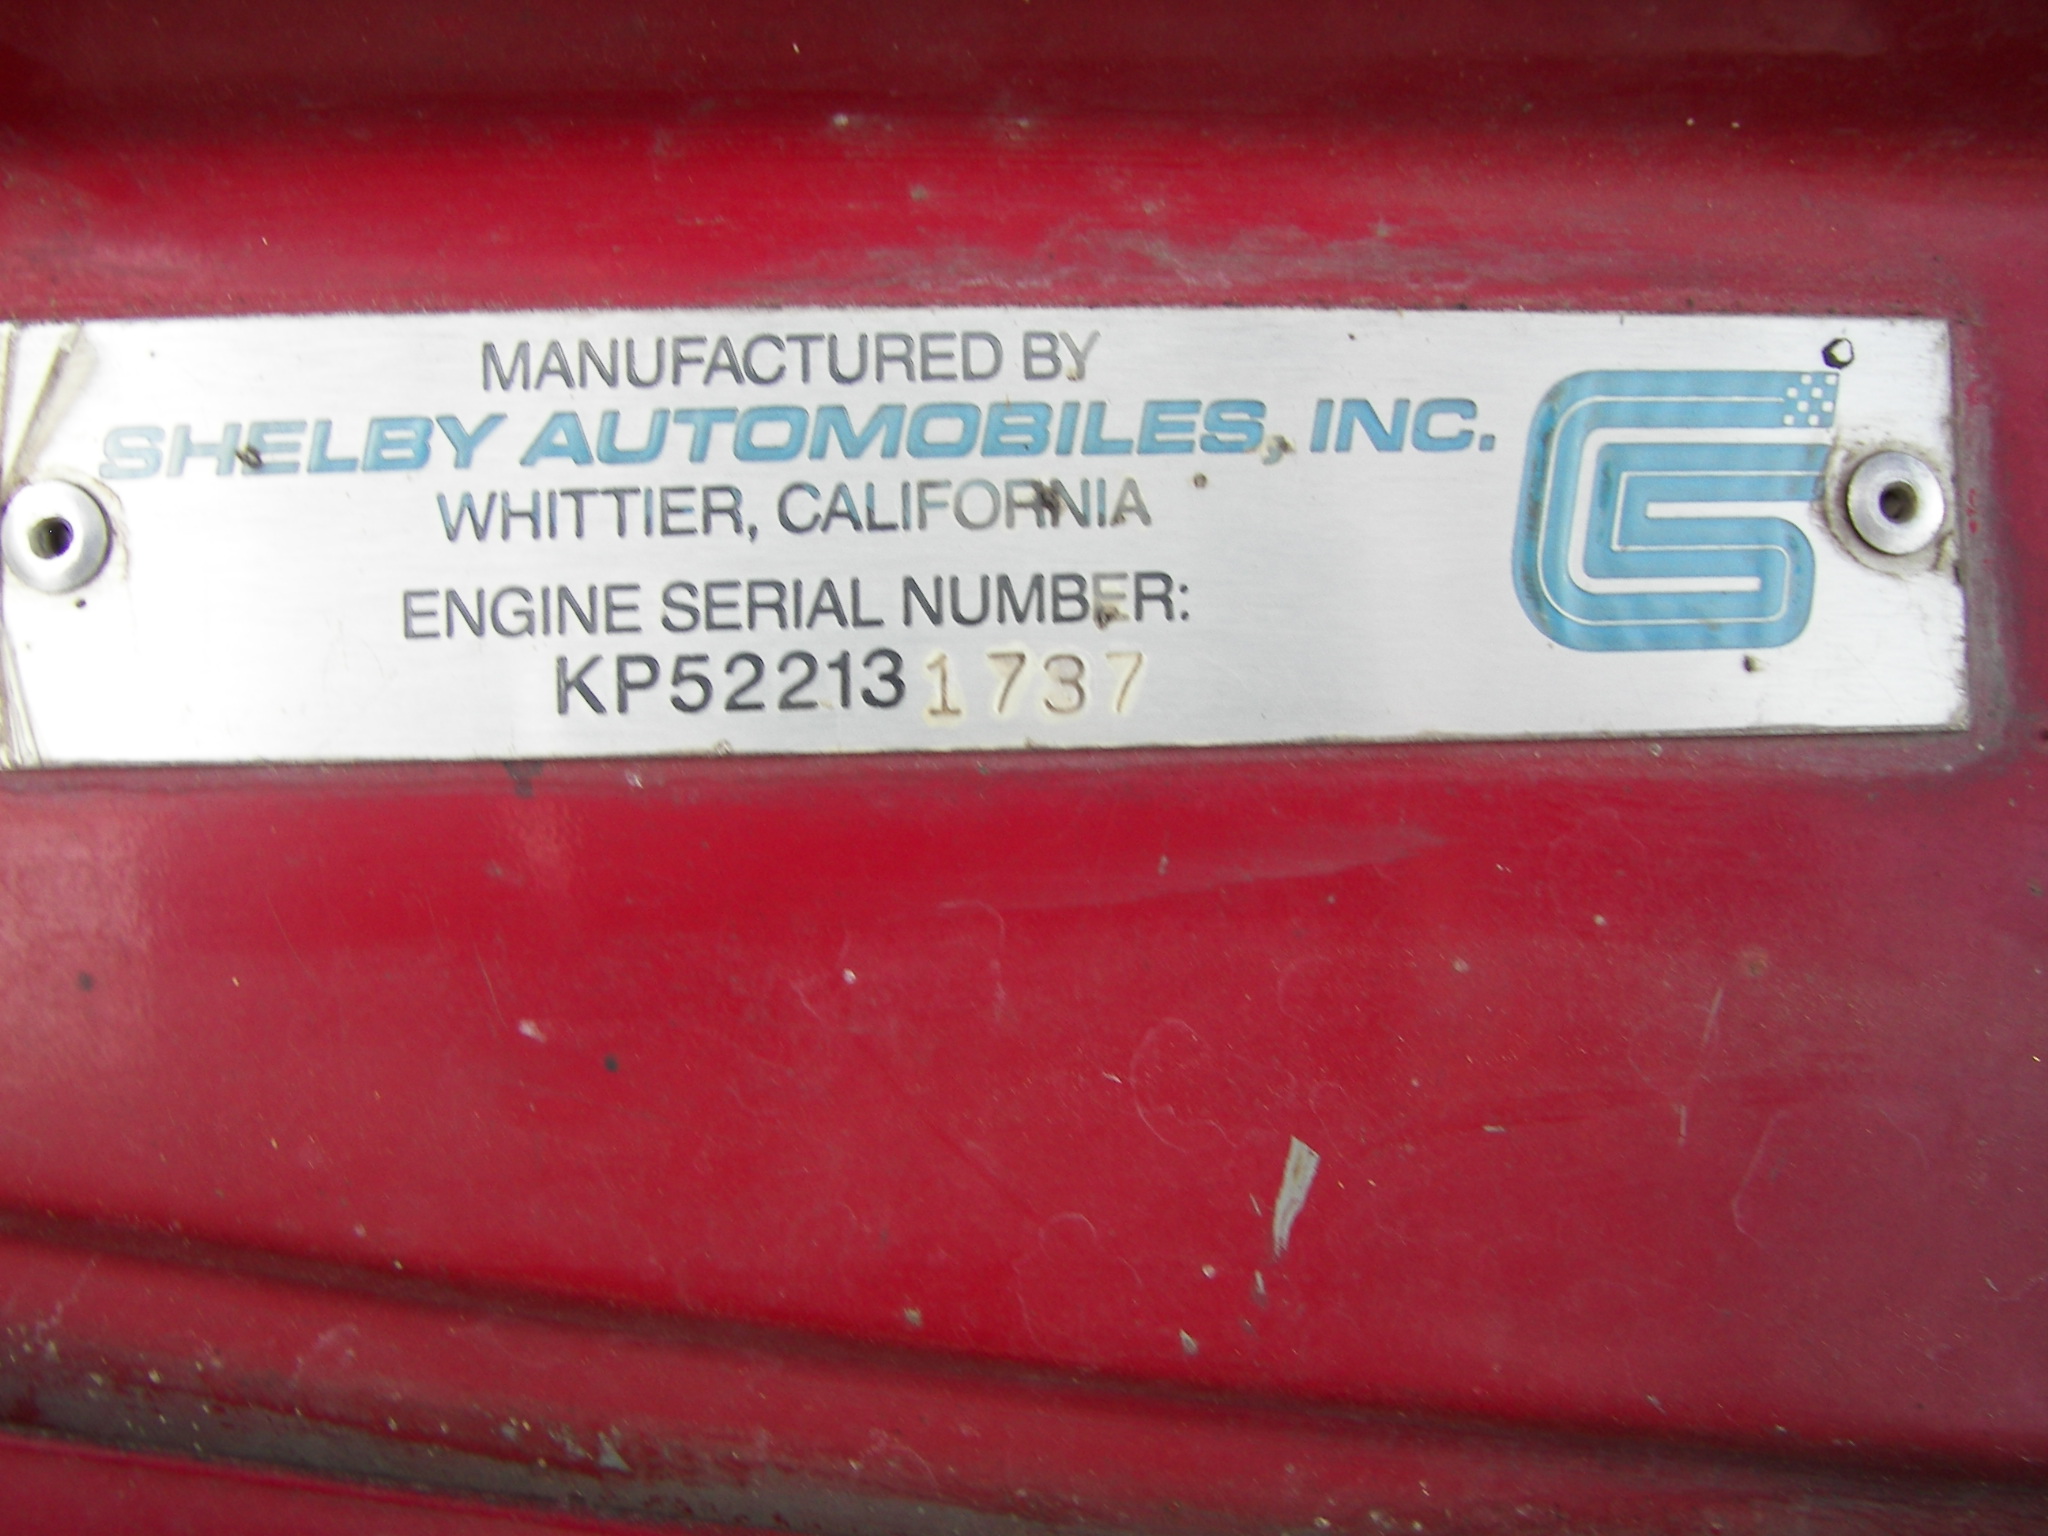 MANUFACTURED BY
SHELBY AUTOMOBILES, INC.
WHITTIER, CALIFORNIA
ENGINE SERIAL NUMBER:
KP522131737